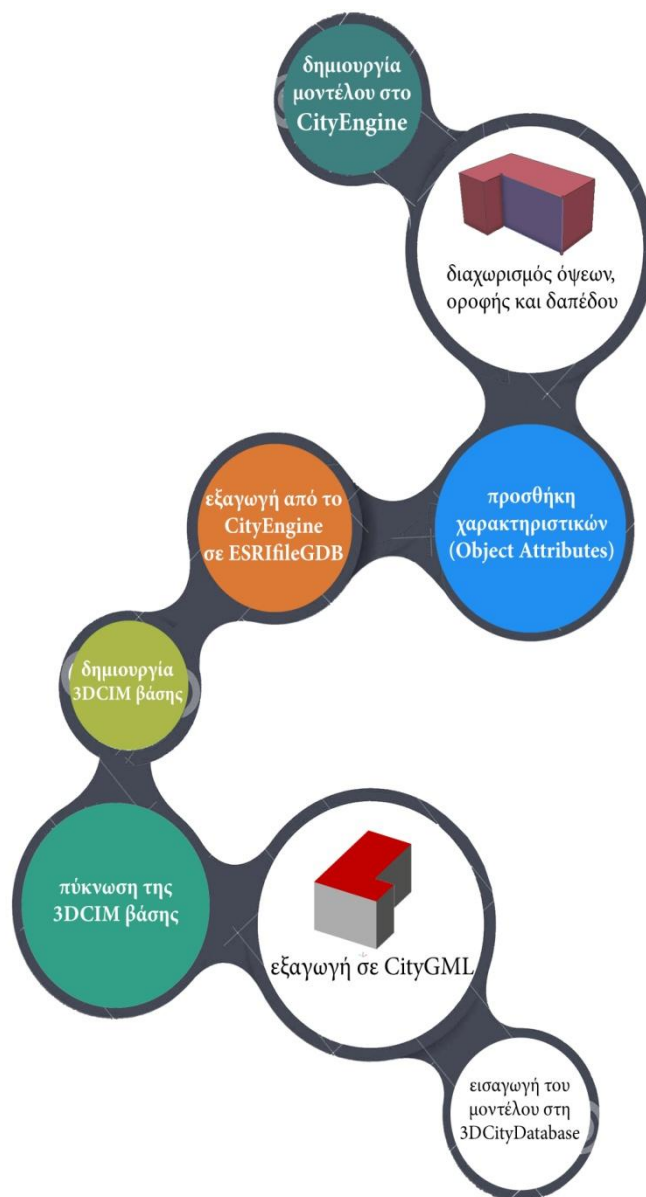 δημιουργία
μοντέλου στο
CityEngine
διαχωρισμός όψεων,
οροφής και δαπέδου
προσθήκη
χαρακτηριστικών
(Object Attributes)
εξαγωγή από το
CityEngine
σε ESRIfileGDB
δημιουργία
3DCIM βάσης
πύκνωση της
3DCIM βάσης
εξαγωγή σε CityGML
εισαγωγή του
μοντέλου στη
3DCityDatabase